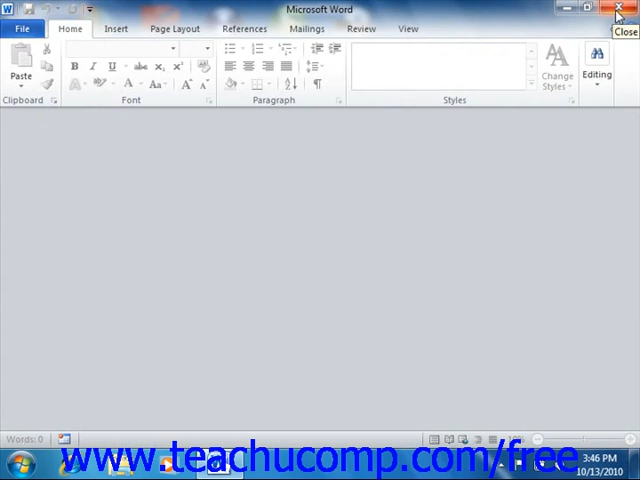 Microsoft Word
File Home Insert Page Layout References Mailings Review View
Close
Paste
B I U
A A
Change Styles
Editing
Clipboard Font Paragraph Styles
Words: 0
www.teachucomp.com/free
3:46 PM
10/13/2010